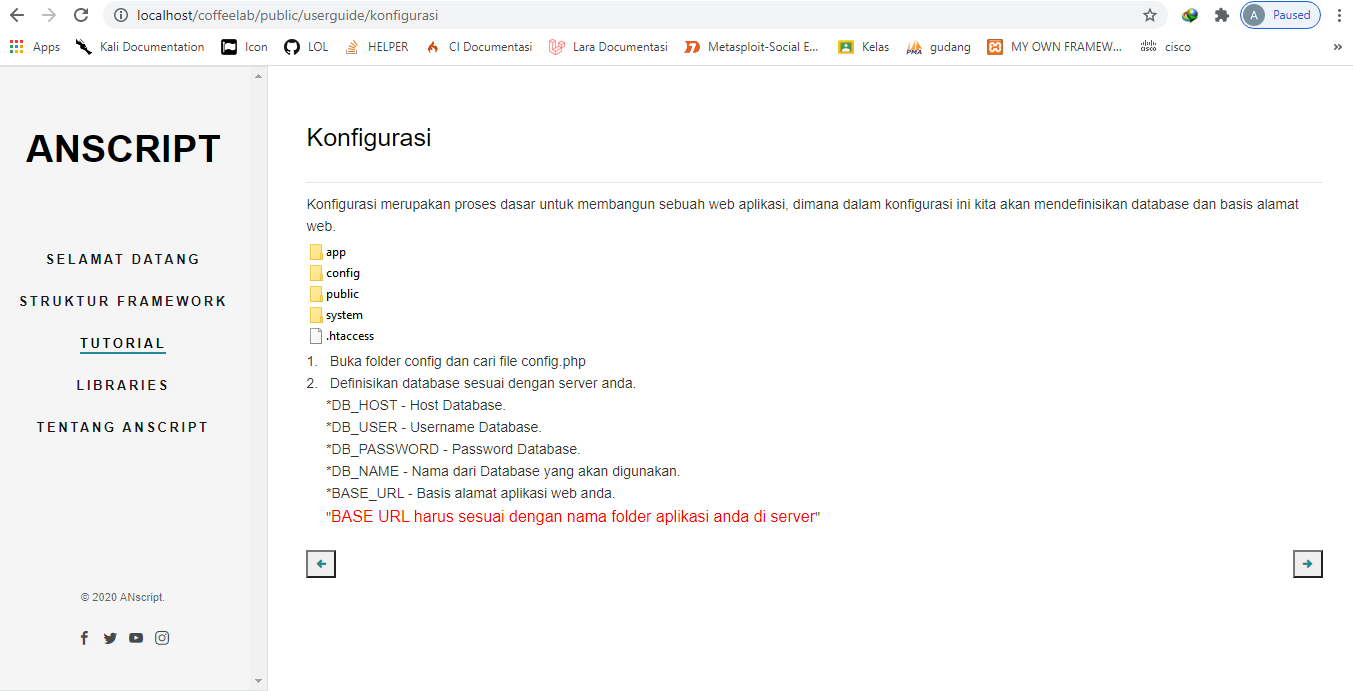 localhost/coffeelab/public/userguide/konfigurasi
A Paused
Apps Kali Documentation Icon LOL HELPER CI Documentasi Lara Documentasi Metasploit-Social E... Kelas PMA gudang MY OWN FRAMEW... cisco cisco »
ANSCRIPT
SELAMAT DATANG
STRUKTUR FRAMEWORK
TUTORIAL
LIBRARIES
TENTANG ANSCRIPT
© 2020 ANscript.
Konfigurasi
Konfigurasi merupakan proses dasar untuk membangun sebuah web aplikasi, dimana dalam konfigurasi ini kita akan mendefinisikan database dan basis alamat
web.
app
config
public
system
.htaccess
1. Buka folder config dan cari file config.php
2. Definisikan database sesuai dengan server anda.
*DB_HOST - Host Database.
*DB_USER - Username Database.
*DB_PASSWORD - Password Database.
*DB_NAME - Nama dari Database yang akan digunakan.
*BASE_URL - Basis alamat aplikasi web anda.
"BASE URL harus sesuai dengan nama folder aplikasi anda di server"